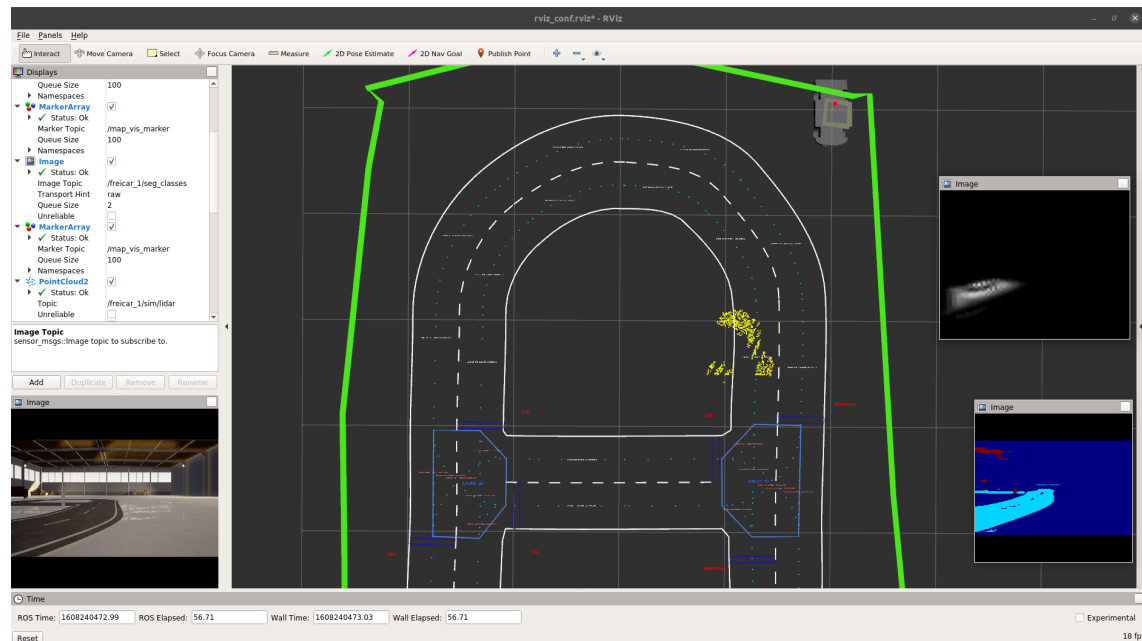 rviz_conf.rviz* - RViz
File Panels Help
Interact Move Camera Select Focus Camera Measure 2D Pose Estimate 2D Nav Goal Publish Point
Displays
Queue Size 100
Namespaces
MarkerArray
Status: Ok
Marker Topic /map_vis_marker
Queue Size 100
Namespaces
Image
Status: Ok
Image Topic /freicar_1/seg_classes
Transport Hint raw
Queue Size 2
Unreliable
MarkerArray
Status: Ok
Marker Topic /map_vis_marker
Queue Size 100
Namespaces
PointCloud2
Status: Ok
Topic /freicar_1/sim/lidar
Unreliable
Image Topic
sensor_msgs::Image topic to subscribe to.
Add Duplicate Remove Rename
Image
Image
Image
Time
ROS Time: 1608240472.99 ROS Elapsed: 56.71 Wall Time: 1608240473.03 Wall Elapsed: 56.71 Experimental
Reset 18 fp